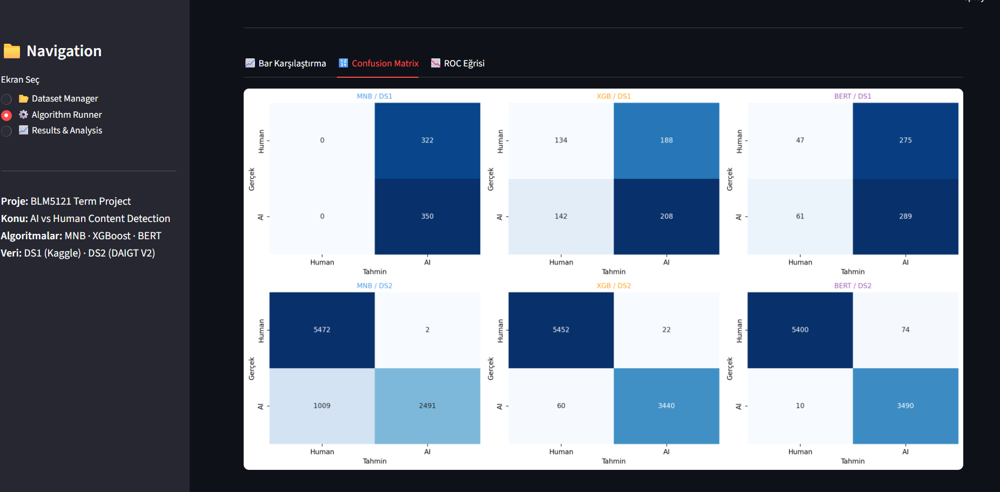 Navigation
Ekran Seç
Dataset Manager
Algorithm Runner
Results & Analysis
Proje: BLM5121 Term Project
Konu: AI vs Human Content Detection
Algoritmalar: MNB · XGBoost · BERT
Veri: DS1 (Kaggle) · DS2 (DAIGT V2)
Bar Karşılaştırma Confusion Matrix ROC Eğrisi
MNB / DS1
Gerçek
Human
0 322
AI
0 350
Human AI
Tahmin
XGB / DS1
Gerçek
Human
134 188
AI
142 208
Human AI
Tahmin
BERT / DS1
Gerçek
Human
47 275
AI
61 289
Human AI
Tahmin
MNB / DS2
Gerçek
Human
5472 2
AI
1009 2491
Human AI
Tahmin
XGB / DS2
Gerçek
Human
5452 22
AI
60 3440
Human AI
Tahmin
BERT / DS2
Gerçek
Human
5400 74
AI
10 3490
Human AI
Tahmin